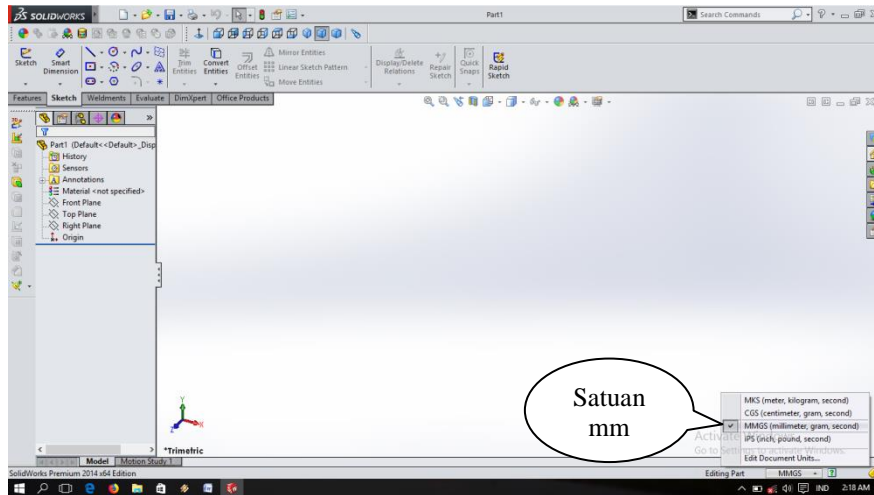 SOLIDWORKS
Part1
Search Commands
Sketch
Smart Dimension
Trim Entities
Convert Entities
Offset Entities
Mirror Entities
Linear Sketch Pattern
Move Entities
Display/Delete Relations
Repair Sketch
Quick Snaps
Rapid Sketch
Features Sketch Weldments Evaluate DimXpert Office Products
Part1 (Default<<Default>_Disp
History
Sensors
Annotations
Material <not specified>
Front Plane
Top Plane
Right Plane
Origin
Satuan
mm
MKS (meter, kilogram, second)
CGS (centimeter, gram, second)
MMGS (millimeter, gram, second)
IPS (inch, pound, second)
Edit Document Units...
Go to Settings to activate Windows.
*Trimetric
Model Motion Study 1
SolidWorks Premium 2014 x64 Edition
Editing Part
MMGS
IND 2:18 AM